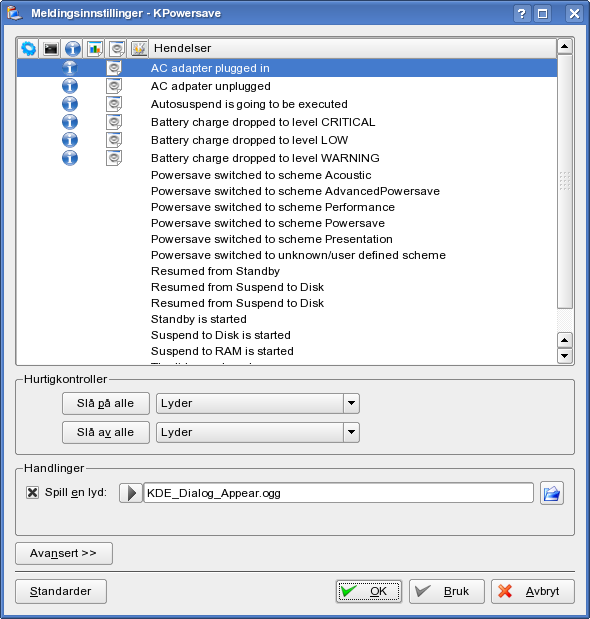 Meldingsinnstillinger - KPowersave
Hendelser
AC adapter plugged in
AC adpater unplugged
Autosuspend is going to be executed
Battery charge dropped to level CRITICAL
Battery charge dropped to level LOW
Battery charge dropped to level WARNING
Powersave switched to scheme Acoustic
Powersave switched to scheme AdvancedPowersave
Powersave switched to scheme Performance
Powersave switched to scheme Powersave
Powersave switched to scheme Presentation
Powersave switched to unknown/user defined scheme
Resumed from Standby
Resumed from Suspend to Disk
Resumed from Suspend to Disk
Standby is started
Suspend to Disk is started
Suspend to RAM is started
Hurtigkontroller
Slå på alle Lyder
Slå av alle Lyder
Handlinger
Spill en lyd: KDE_Dialog_Appear.ogg
Avansert >>
Standarder OK Bruk Avbryt